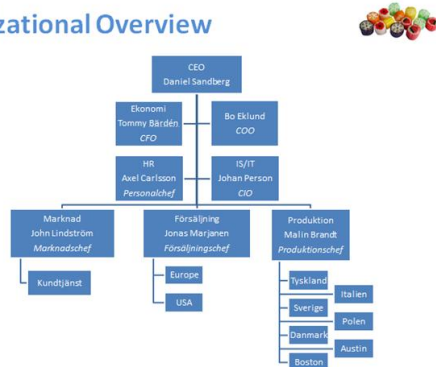 zational Overview
CEO
Daniel Sandberg
Ekonomi
Tommy Bärdén
CFO
Bo Eklund
COO
HR
Axel Carlsson
Personalchef
IS/IT
Johan Person
CIO
Marknad
John Lindström
Marknadschef
Försäljning
Jonas Marjanen
Försäljningschef
Produktion
Malin Brandt
Produktionschef
Kundtjänst
Europe
USA
Tyskland
Italien
Sverige
Polen
Danmark
Austin
Boston